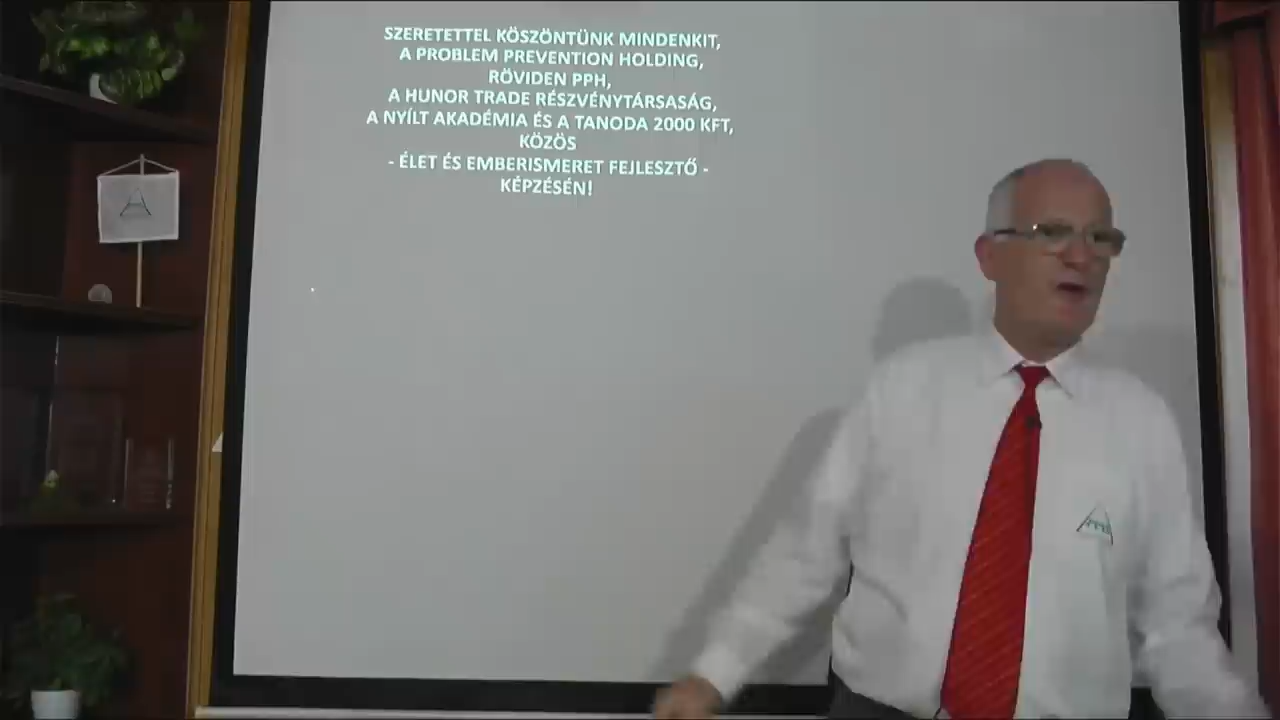 SZERETETTEL KÖSZÖNTÜNK MINDENKIT,
A PROBLEM PREVENTION HOLDING,
RÖVIDEN PPH,
A HUNOR TRADE RÉSZVÉNYTÁRSASÁG,
A NYÍLT AKADÉMIA ÉS A TANODA 2000 KFT,
KÖZÖS
- ÉLET ÉS EMBERISMERET FEJLESZTŐ -
KÉPZÉSÉN!